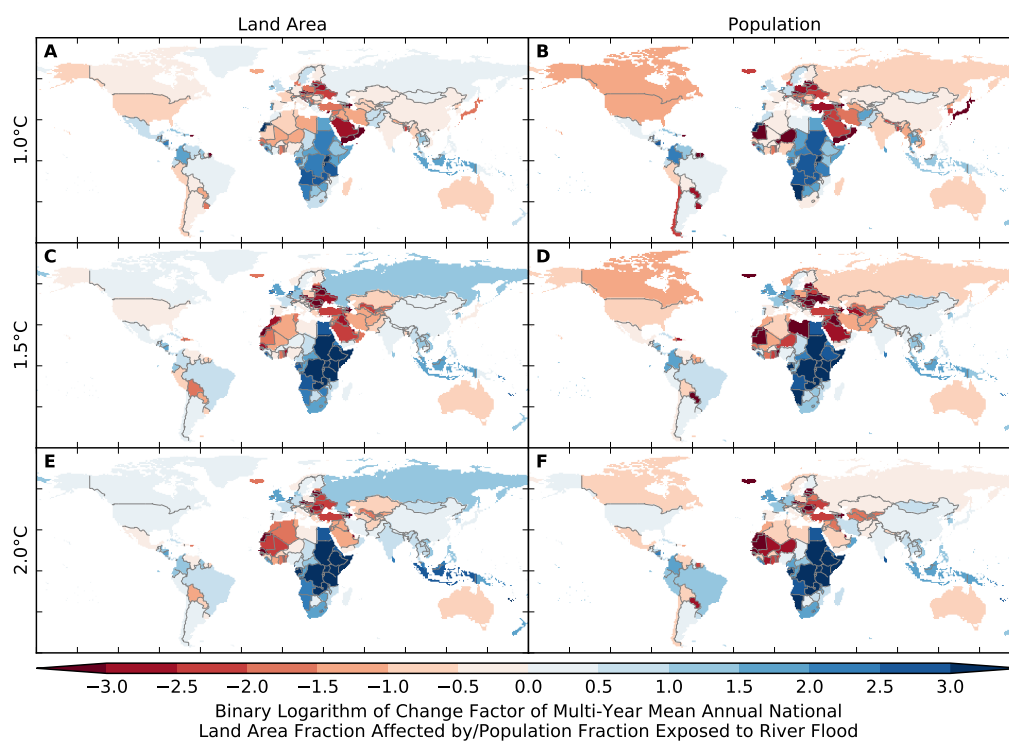 Land Area
Population
A
B
1.0°C
C
D
1.5°C
E
F
2.0°C
−3.0 −2.5 −2.0 −1.5 −1.0 −0.5 0.0 0.5 1.0 1.5 2.0 2.5 3.0
Binary Logarithm of Change Factor of Multi-Year Mean Annual National
Land Area Fraction Affected by/Population Fraction Exposed to River Flood